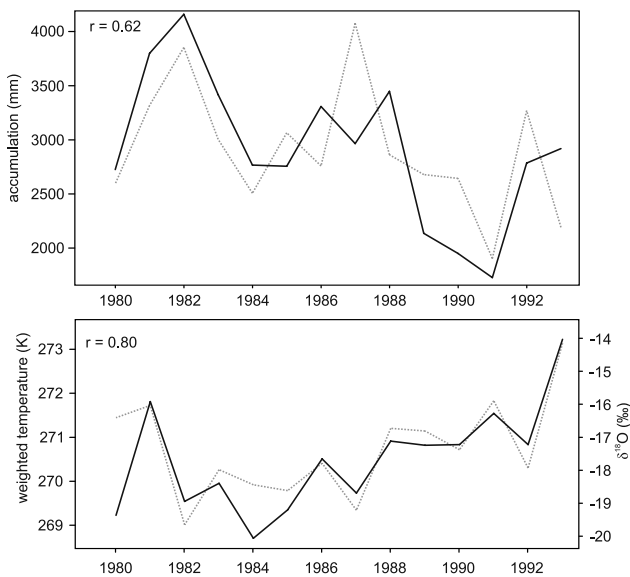 r = 0.62
accumulation (mm)
4000
3500
3000
2500
2000
1980 1982 1984 1986 1988 1990 1992
r = 0.80
weighted temperature (K)
273
272
271
270
269
-14
-15
-16
-17
-18
-19
-20
δ¹⁸O (‰)
1980 1982 1984 1986 1988 1990 1992